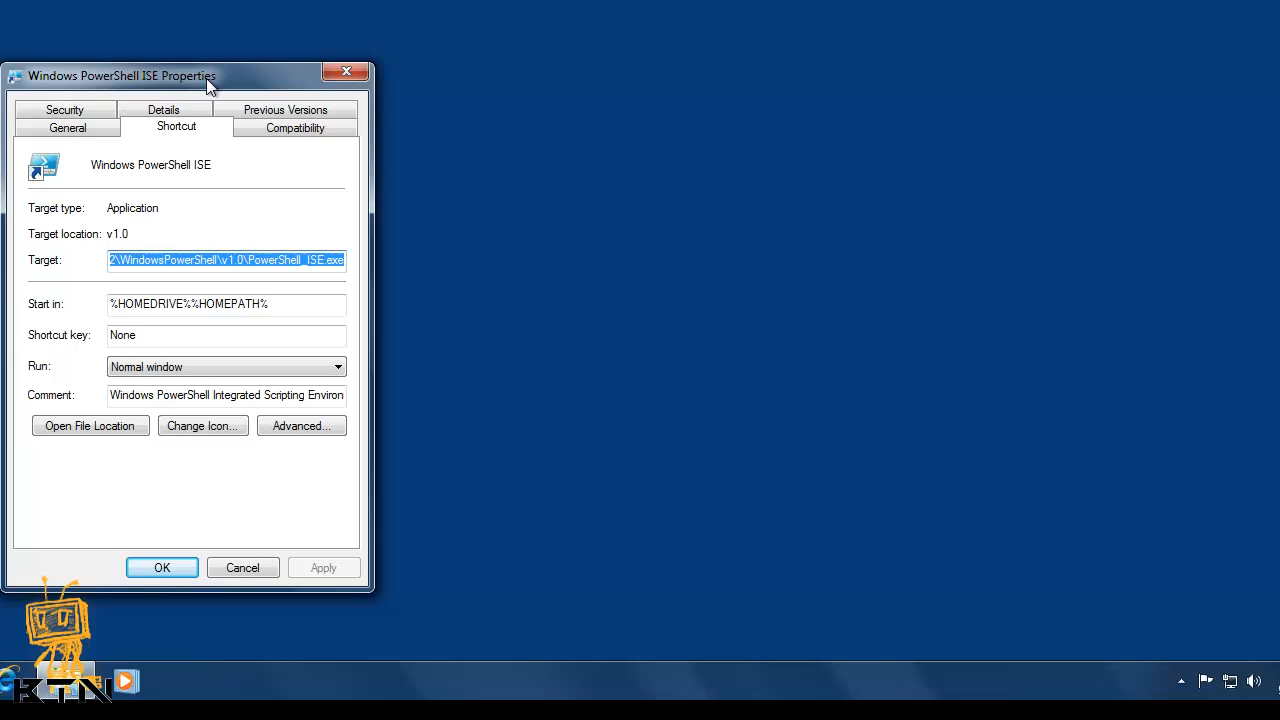 Windows PowerShell ISE Properties
Security Details Previous Versions
General Shortcut Compatibility
Windows PowerShell ISE
Target type: Application
Target location: v1.0
Target: 2\WindowsPowerShell\v1.0\PowerShell_ISE.exe
Start in: %HOMEDRIVE%%HOMEPATH%
Shortcut key: None
Run: Normal window
Comment: Windows PowerShell Integrated Scripting Environ
Open File Location Change Icon... Advanced...
OK Cancel Apply
KTN